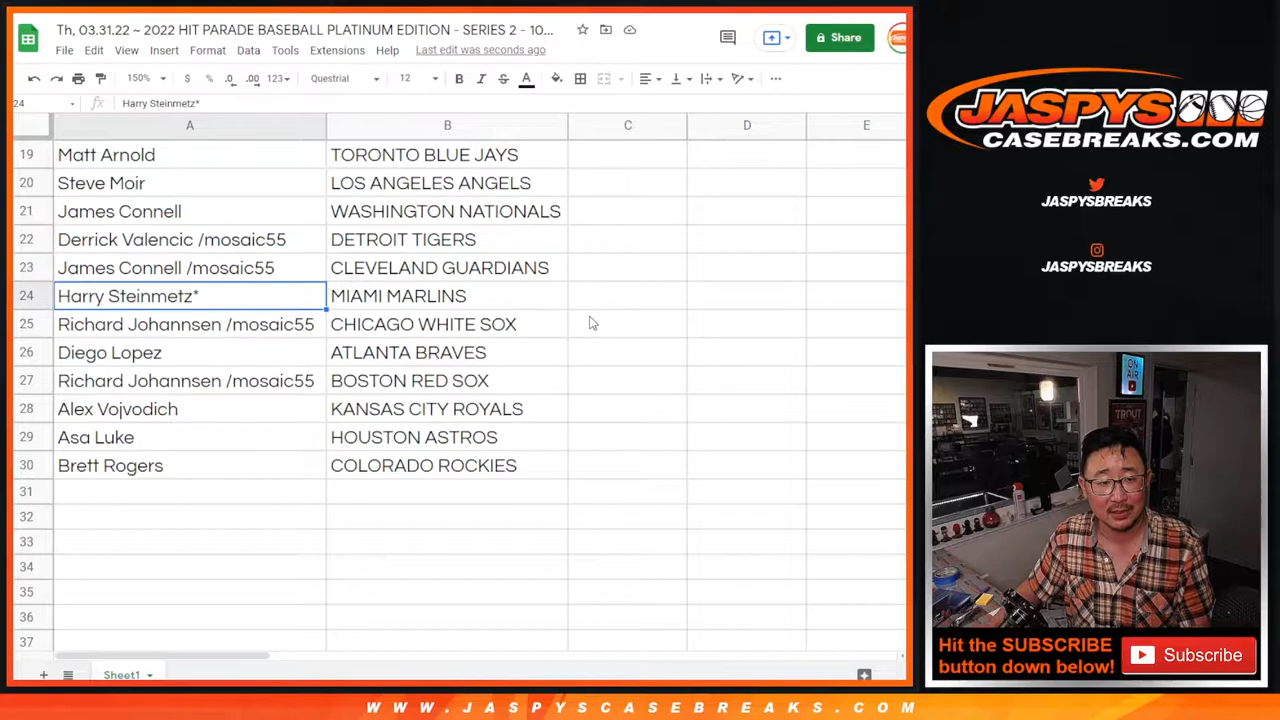 Th, 03.31.22 ~ 2022 HIT PARADE BASEBALL PLATINUM EDITION - SERIES 2 - 10...
File Edit View Insert Format Data Tools Extensions Help Last edit was seconds ago
Share
150% $ % .0 .00 123 Questrial 12 B I S A
24 fx Harry Steinmetz*
A B C D E
19 Matt Arnold TORONTO BLUE JAYS
20 Steve Moir LOS ANGELES ANGELS
21 James Connell WASHINGTON NATIONALS
22 Derrick Valencic /mosaic55 DETROIT TIGERS
23 James Connell /mosaic55 CLEVELAND GUARDIANS
24 Harry Steinmetz* MIAMI MARLINS
25 Richard Johannsen /mosaic55 CHICAGO WHITE SOX
26 Diego Lopez ATLANTA BRAVES
27 Richard Johannsen /mosaic55 BOSTON RED SOX
28 Alex Vojvodich KANSAS CITY ROYALS
29 Asa Luke HOUSTON ASTROS
30 Brett Rogers COLORADO ROCKIES
31
32
33
34
35
36
37
Sheet1
JASPYS
CASEBREAKS.COM
JASPYSBREAKS
JASPYSBREAKS
ON
AIR
TROUT
Hit the SUBSCRIBE
button down below!
Subscribe
WWW.JASPYSCASEBREAKS.COM